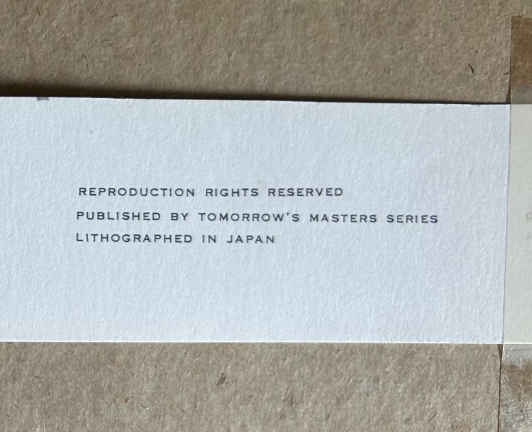 REPRODUCTION RIGHTS RESERVED
PUBLISHED BY TOMORROW'S MASTERS SERIES
LITHOGRAPHED IN JAPAN